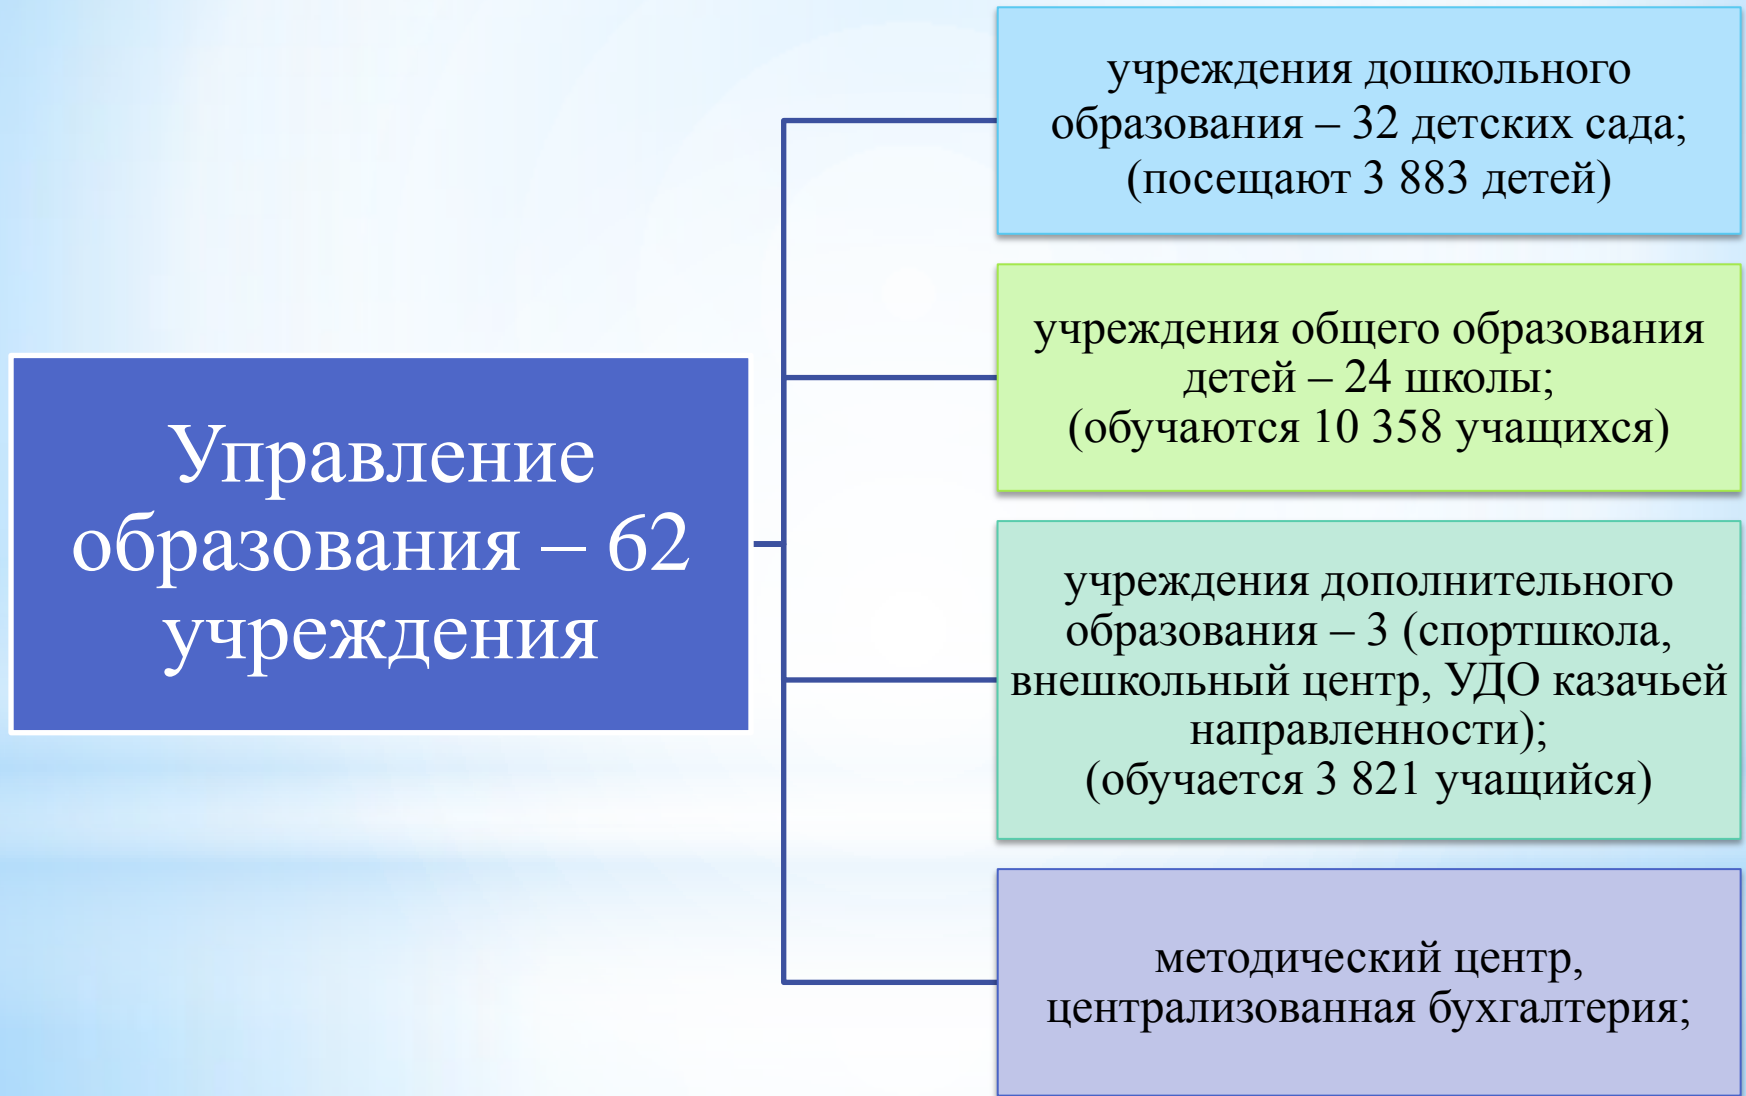 Управление
образования – 62
учреждения
учреждения дошкольного
образования – 32 детских сада;
(посещают 3 883 детей)
учреждения общего образования
детей – 24 школы;
(обучаются 10 358 учащихся)
учреждения дополнительного
образования – 3 (спортшкола,
внешкольный центр, УДО казачьей
направленности);
(обучается 3 821 учащийся)
методический центр,
централизованная бухгалтерия;